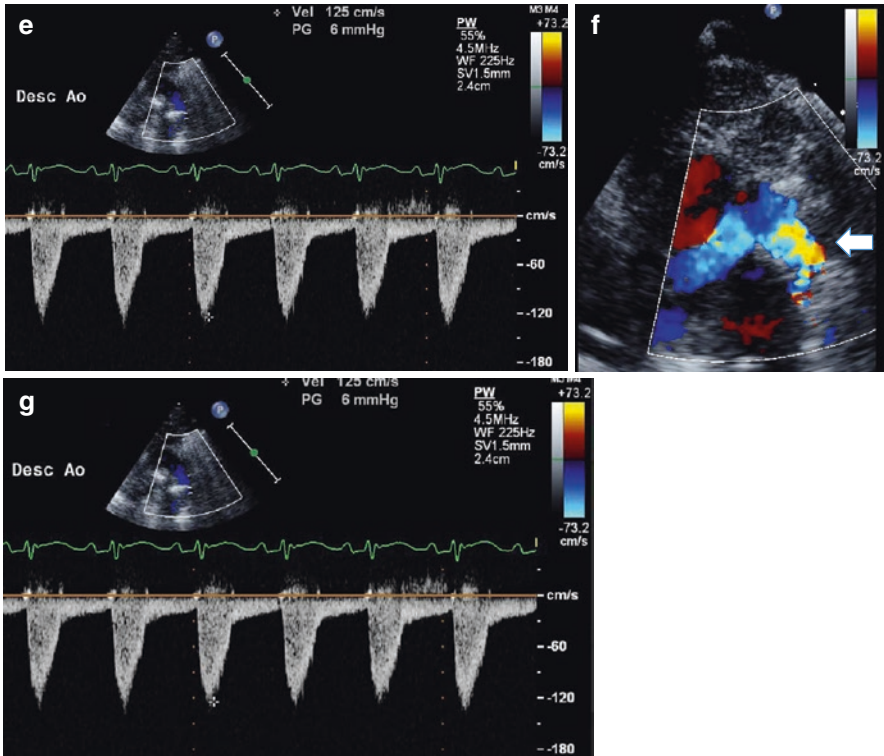 e
Vel 125 cm/s
PG 6 mmHg
P
Desc Ao
PW
55%
4.5MHz
WF 225Hz
SV1.5mm
2.4cm
M3 M4
+73.2
-73.2
cm/s
cm/s
-60
-120
-180
f
P
-73.2
cm/s
g
Vel 125 cm/s
PG 6 mmHg
P
Desc Ao
PW
55%
4.5MHz
WF 225Hz
SV1.5mm
2.4cm
M3 M4
+73.2
-73.2
cm/s
cm/s
-60
-120
-180